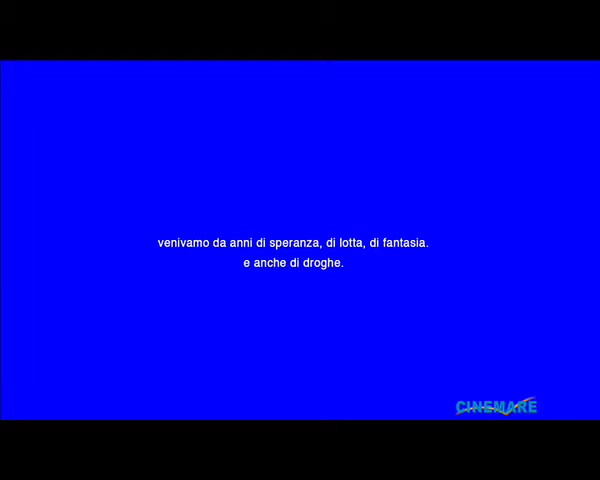 venivamo da anni di speranza, di lotta, di fantasia.
e anche di droghe.
CINEMARE